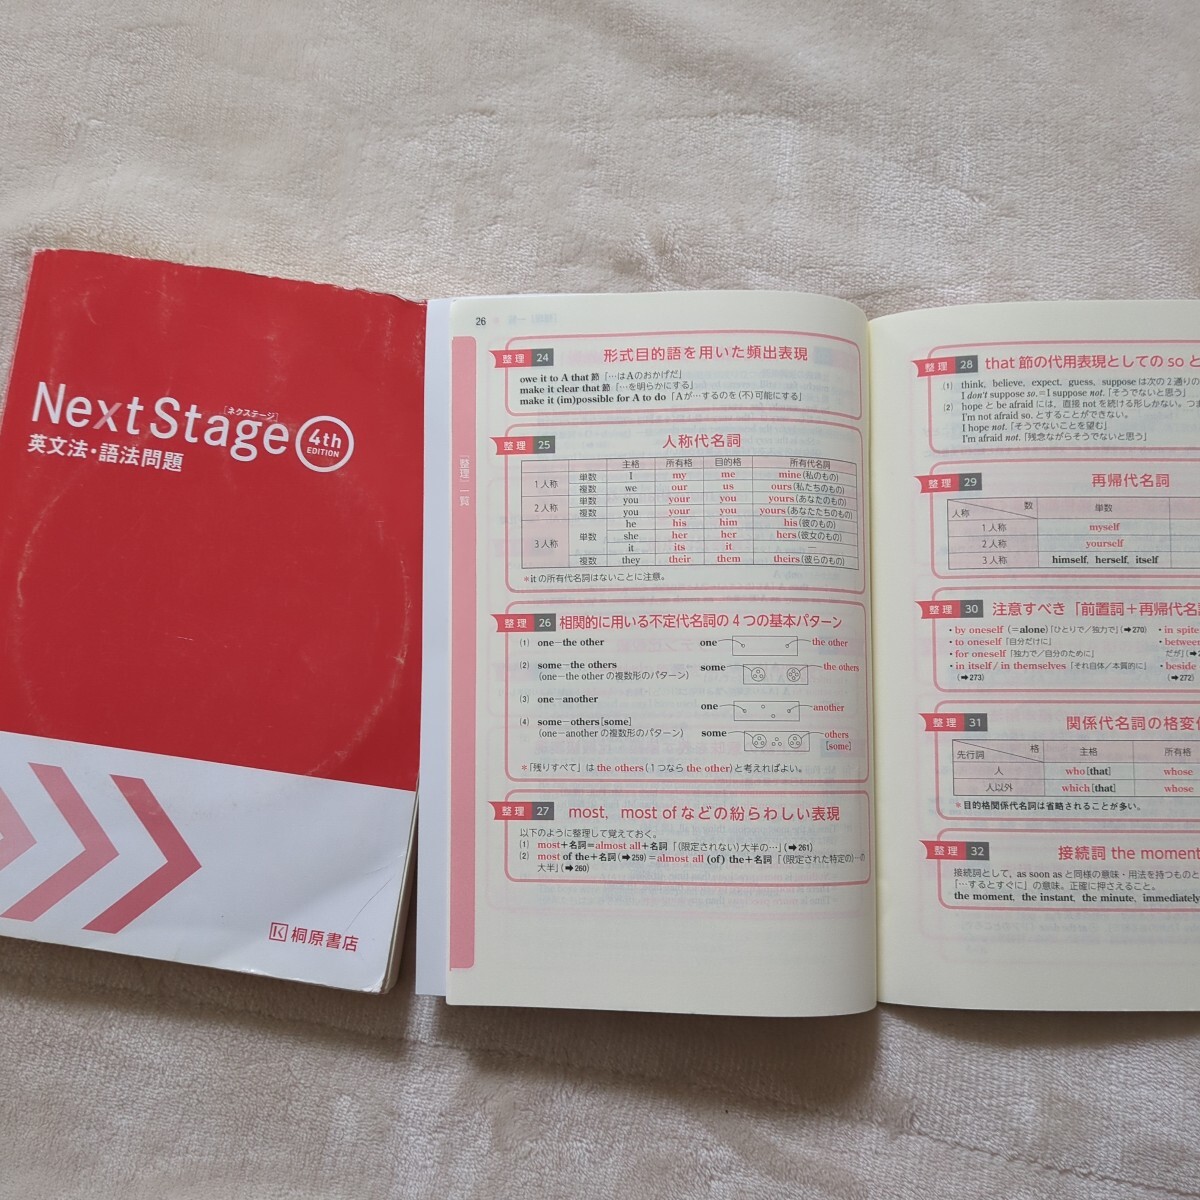 NextStage
[ネクステージ]
4th
EDITION
英文法・語法問題
桐原書店
26
「整理」一覧
整理 24 形式目的語を用いた頻出表現
owe it to A that 節「…はAのおかげだ」
make it clear that 節「…を明らかにする」
make it (im)possible for A to do「Aが…するのを(不)可能にする」
整理 25 人称代名詞
主格 所有格 目的格 所有代名詞
1人称 単数 I my me mine(私のもの)
複数 we our us ours(私たちのもの)
2人称 単数 you your you yours(あなたのもの)
複数 you your you yours(あなたたちのもの)
3人称 単数 he his him his(彼のもの)
she her her hers(彼女のもの)
it its it —
複数 they their them theirs(彼らのもの)
*itの所有代名詞はないことに注意。
整理 26 相関的に用いる不定代名詞の4つの基本パターン
(1) one−the other one the other
(2) some−the others some the others
(one−the other の複数形のパターン)
(3) one−another one another
(4) some−others[some] some others
(one−another の複数形のパターン) [some]
*「残りすべて」は the others(1つなら the other)と考えればよい。
整理 27 most, most of などの紛らわしい表現
以下のように整理して覚えておく。
(1) most+名詞=almost all+名詞「(限定されない)大半の…」(➡261)
(2) most of the+名詞(➡259)=almost all (of) the+名詞「(限定された特定の)…の
大半」(➡260)
整理 28 that 節の代用表現としての so と
(1) think, believe, expect, guess, suppose は次の2通りの
I don't suppose so.=I suppose not.「そうでないと思う」
(2) hope と be afraid には、直接 not を続ける形しかない。つま
I'm not afraid so. とすることができない。
I hope not.「そうでないことを望む」
I'm afraid not.「残念ながらそうでないと思う」
整理 29 再帰代名詞
人称 数 単数
1人称 myself
2人称 yourself
3人称 himself, herself, itself
整理 30 注意すべき「前置詞+再帰代名詞
・by oneself (=alone)「ひとりで/独力で」(➡270)
・to oneself「自分だけに」
・for oneself「独力で/自分のために」
・in itself / in themselves「それ自体/本質的に」
(➡273)
・in spite
・between
だが」(➡2
・beside
(➡272)
整理 31 関係代名詞の格変化
先行詞 格 主格 所有格
人 who[that] whose
人以外 which[that] whose
*目的格関係代名詞は省略されることが多い。
整理 32 接続詞 the moment
接続詞として、as soon as と同様の意味・用法を持つものと
「…するとすぐに」の意味。正確に押さえること。
the moment, the instant, the minute, immediately